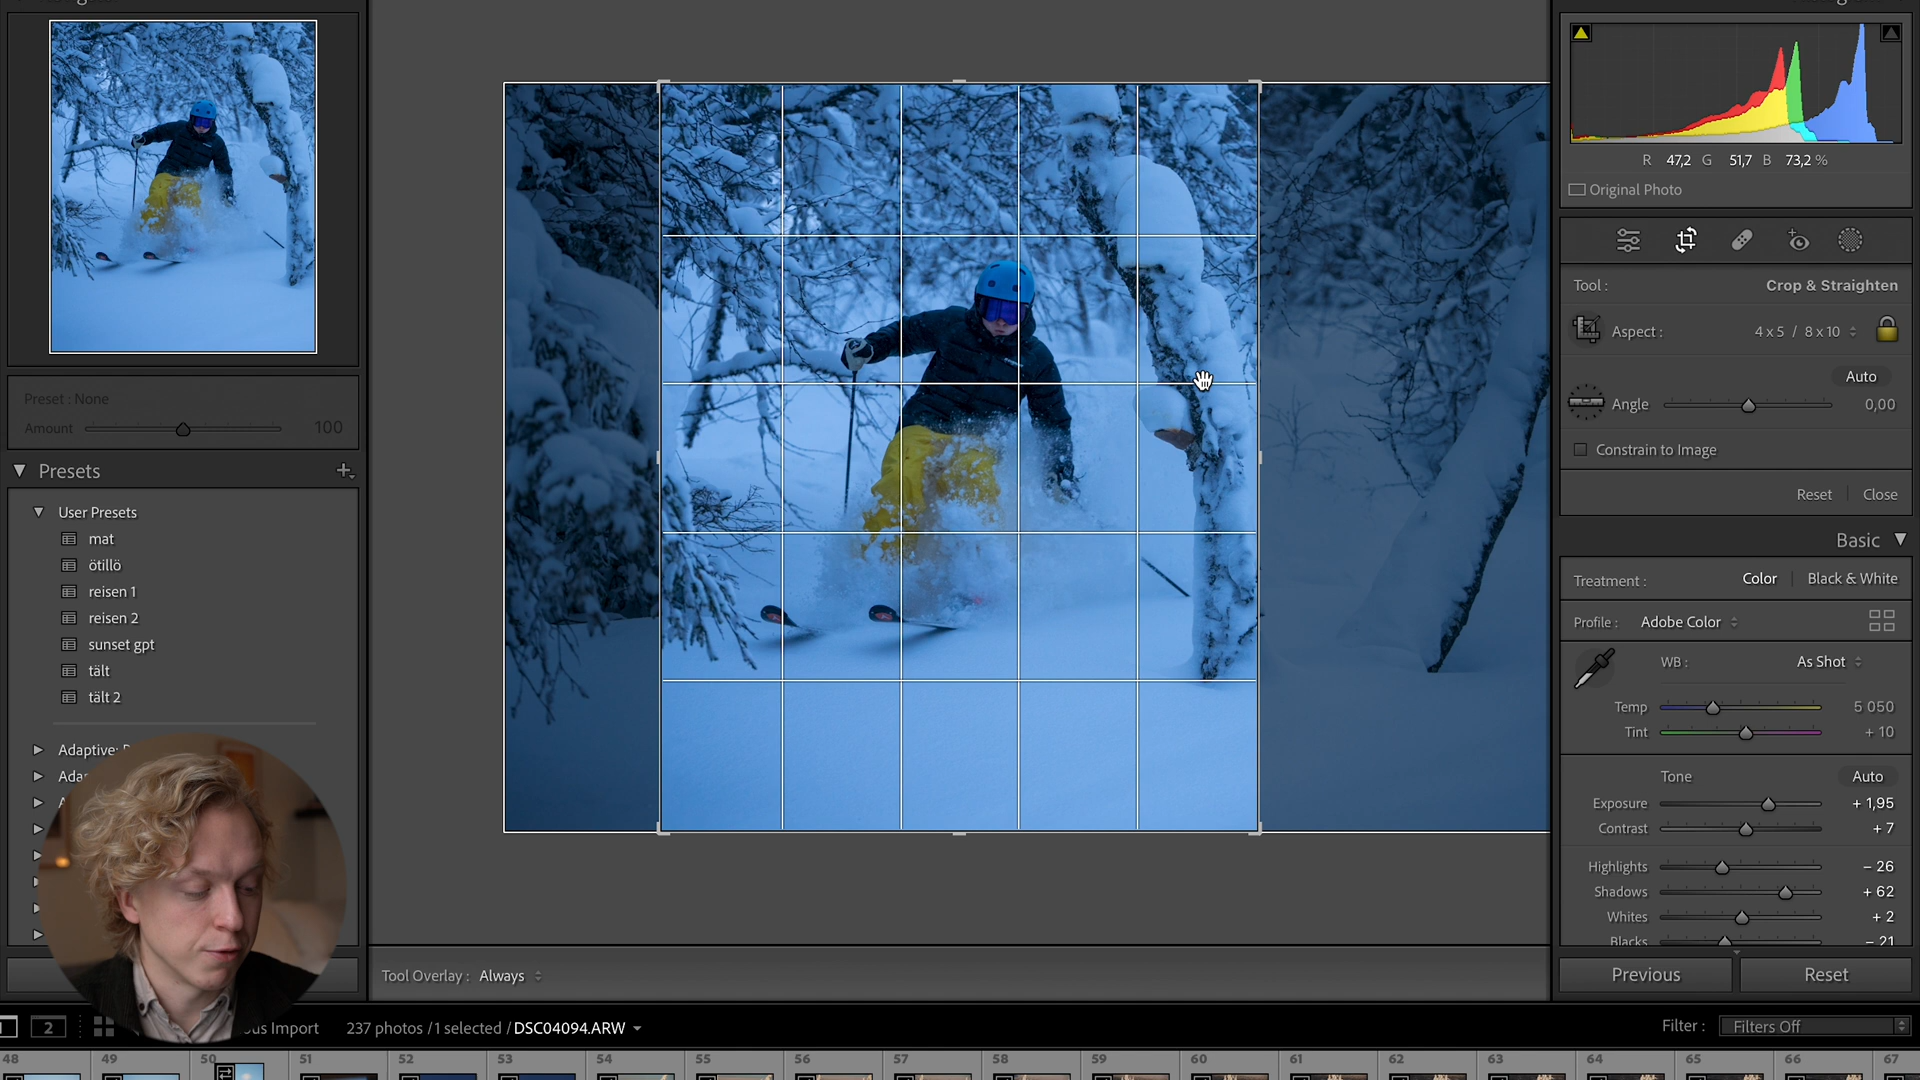 Preset : None
Amount 100
Presets
User Presets
mat
ötillö
reisen 1
reisen 2
sunset gpt
tält
tält 2
Adaptive:
Tool Overlay : Always
2
Import
237 photos / 1 selected / DSC04094.ARW
Filter : Filters Off
48 49 50 51 52 53 54 55 56 57 58 59 60 61 62 63 64 65 66 67
R 47,2 G 51,7 B 73,2 %
Original Photo
Tool : Crop & Straighten
Aspect : 4 x 5 / 8 x 10
Auto
Angle 0,00
Constrain to Image
Reset Close
Basic
Treatment : Color Black & White
Profile : Adobe Color
WB : As Shot
Temp 5 050
Tint + 10
Tone Auto
Exposure + 1,95
Contrast + 7
Highlights − 26
Shadows + 62
Whites + 2
Blacks − 21
Previous Reset